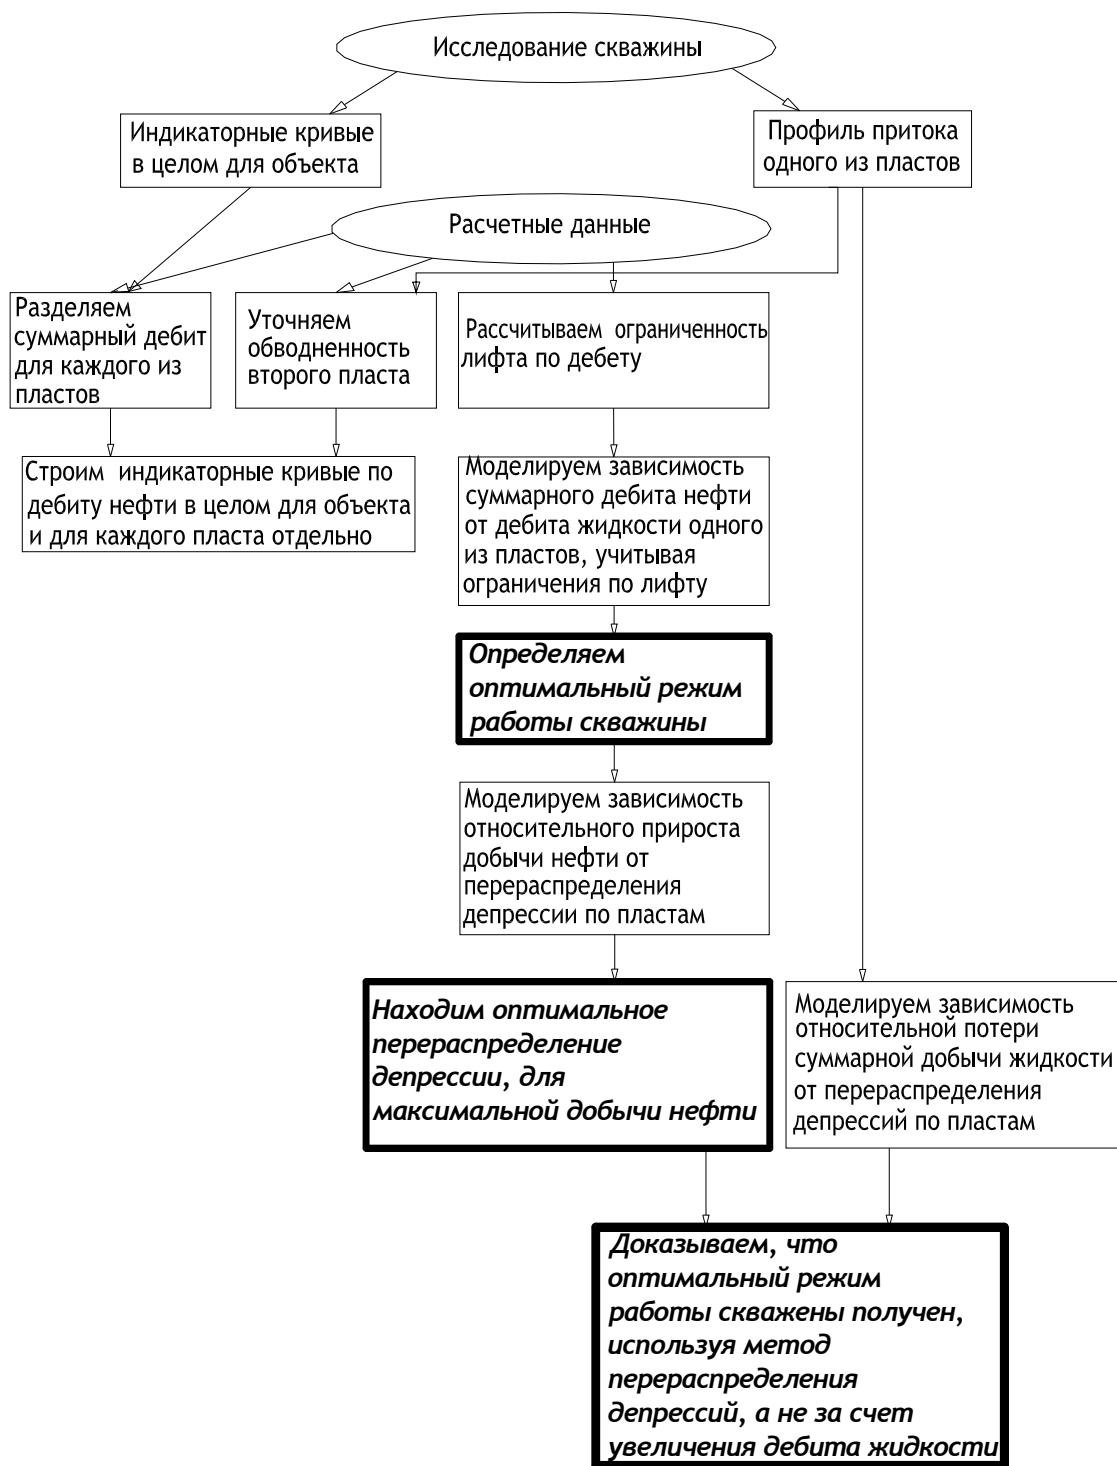 Исследование скважины
Индикаторные кривые
в целом для объекта
Профиль притока
одного из пластов
Расчетные данные
Разделяем
суммарный дебит
для каждого из
пластов
Уточняем
обводненность
второго пласта
Рассчитываем ограниченность
лифта по дебету
Строим индикаторные кривые по
дебиту нефти в целом для объекта
и для каждого пласта отдельно
Моделируем зависимость
суммарного дебита нефти
от дебита жидкости одного
из пластов, учитывая
ограничения по лифту
Определяем
оптимальный режим
работы скважины
Моделируем зависимость
относительного прироста
добычи нефти от
перераспределения
депрессии по пластам
Находим оптимальное
перераспределение
депрессии, для
максимальной добычи нефти
Моделируем зависимость
относительной потери
суммарной добычи жидкости
от перераспределения
депрессий по пластам
Доказываем, что
оптимальный режим
работы скважены получен,
используя метод
перераспределения
депрессий, а не за счет
увеличения дебита жидкости